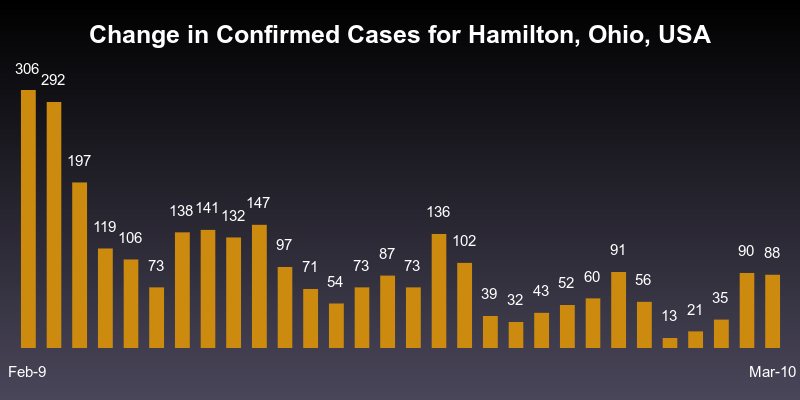 Change in Confirmed Cases for Hamilton, Ohio, USA
306 292 197 119 106 73 138 141 132 147 97 71 54 73 87 73 136 102 39 32 43 52 60 91 56 13 21 35 90 88
Feb-9 Mar-10